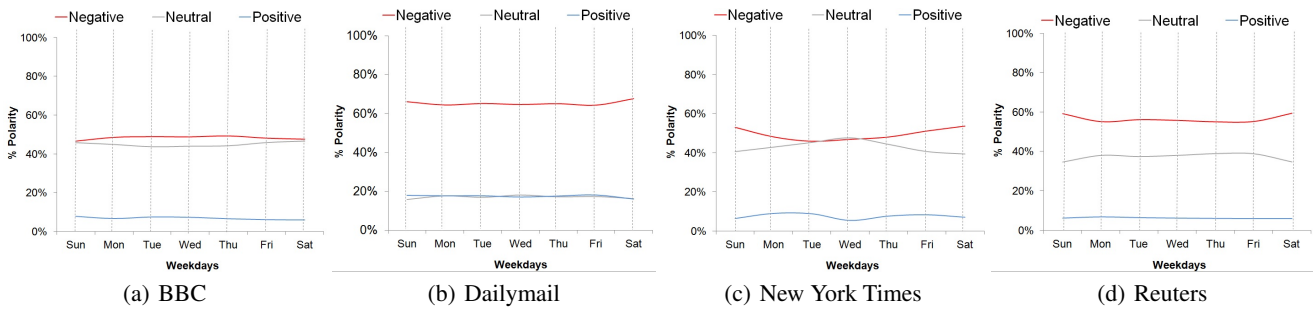 Negative Neutral Positive
100%
80%
60%
40%
20%
0%
% Polarity
Sun Mon Tue Wed Thu Fri Sat
Weekdays
(a) BBC
Negative Neutral Positive
100%
80%
60%
40%
20%
0%
% Polarity
Sun Mon Tue Wed Thu Fri Sat
Weekdays
(b) Dailymail
Negative Neutral Positive
100%
80%
60%
40%
20%
0%
% Polarity
Sun Mon Tue Wed Thu Fri Sat
Weekdays
(c) New York Times
Negative Neutral Positive
100%
80%
60%
40%
20%
0%
% Polarity
Sun Mon Tue Wed Thu Fri Sat
Weekdays
(d) Reuters